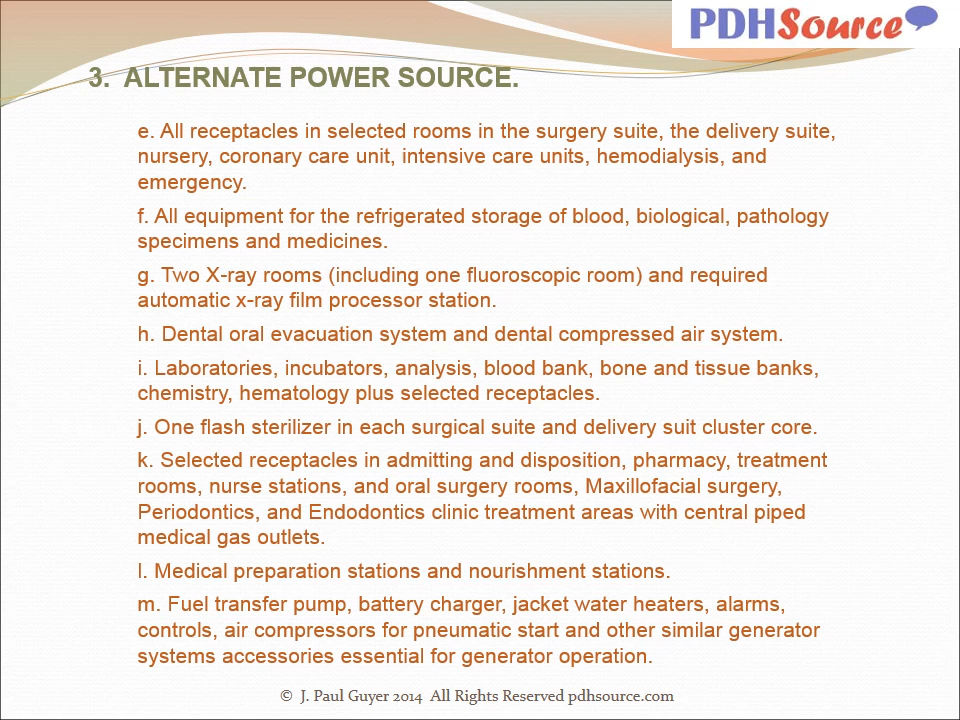 PDHSource
3. ALTERNATE POWER SOURCE.
e. All receptacles in selected rooms in the surgery suite, the delivery suite,
nursery, coronary care unit, intensive care units, hemodialysis, and
emergency.
f. All equipment for the refrigerated storage of blood, biological, pathology
specimens and medicines.
g. Two X-ray rooms (including one fluoroscopic room) and required
automatic x-ray film processor station.
h. Dental oral evacuation system and dental compressed air system.
i. Laboratories, incubators, analysis, blood bank, bone and tissue banks,
chemistry, hematology plus selected receptacles.
j. One flash sterilizer in each surgical suite and delivery suit cluster core.
k. Selected receptacles in admitting and disposition, pharmacy, treatment
rooms, nurse stations, and oral surgery rooms, Maxillofacial surgery,
Periodontics, and Endodontics clinic treatment areas with central piped
medical gas outlets.
l. Medical preparation stations and nourishment stations.
m. Fuel transfer pump, battery charger, jacket water heaters, alarms,
controls, air compressors for pneumatic start and other similar generator
systems accessories essential for generator operation.
© J. Paul Guyer 2014 All Rights Reserved pdhsource.com